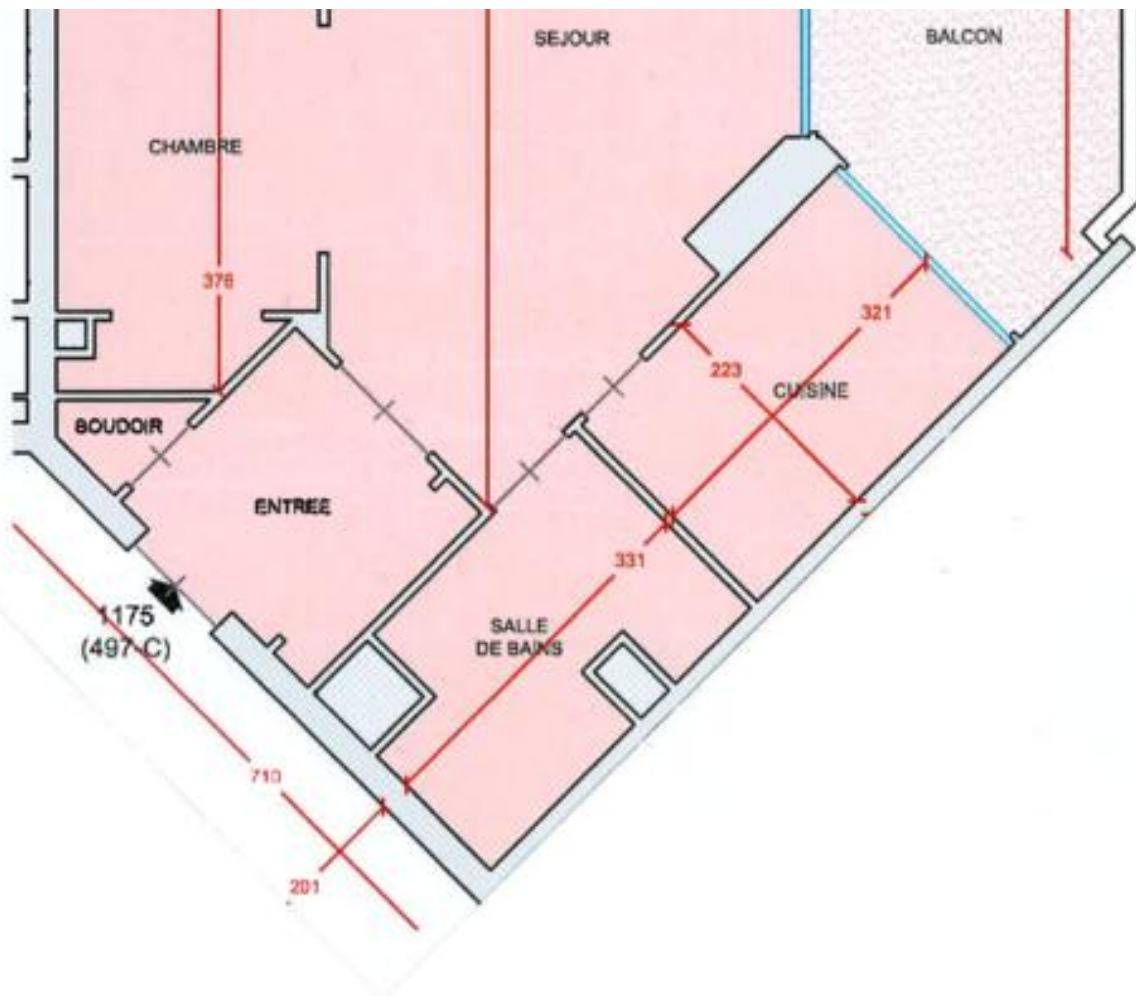 SEJOUR
BALCON
CHAMBRE
376
321
223
CUISINE
BOUDOIR
ENTREE
331
1175
(497-C)
SALLE
DE BAINS
710
201